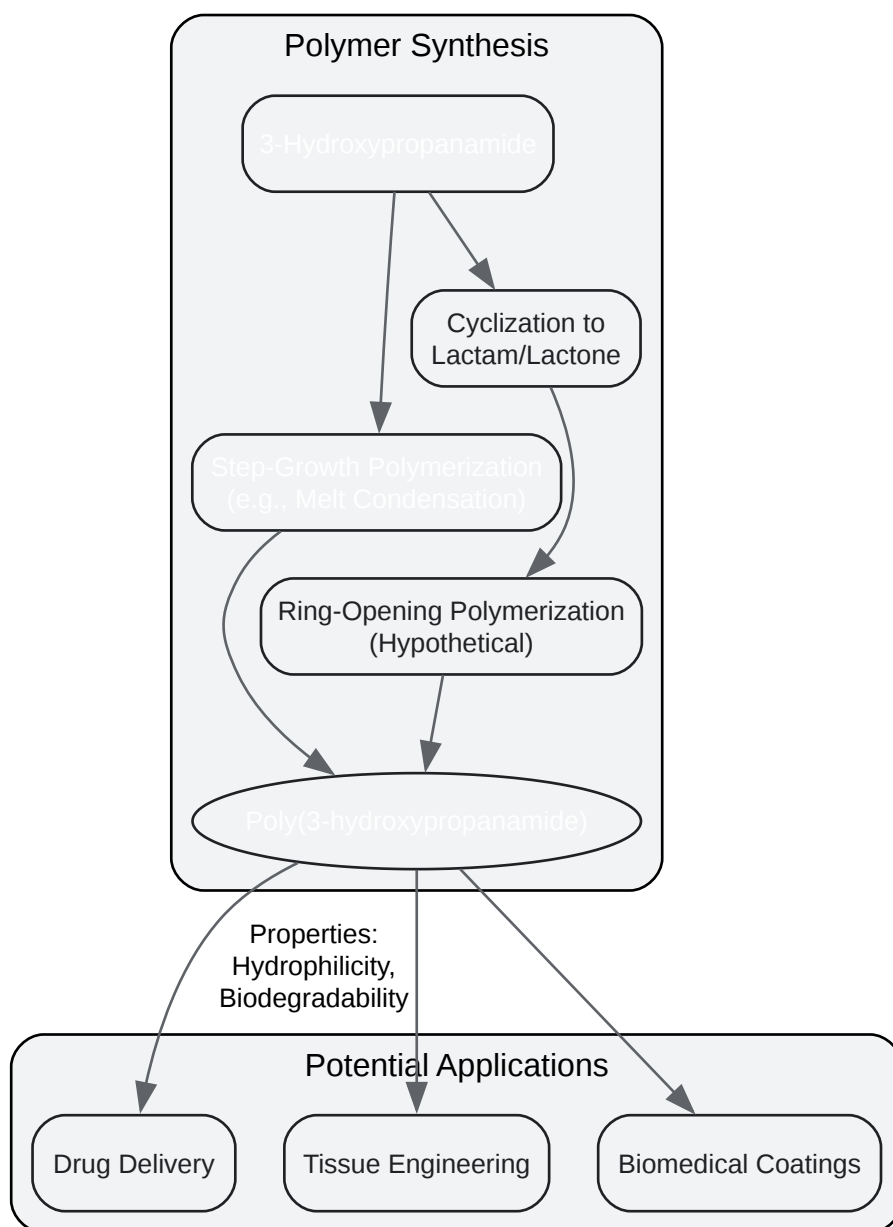 Polymer Synthesis
3-Hydroxypropanamide
Cyclization to
Lactam/Lactone
Step-Growth Polymerization
(e.g., Melt Condensation)
Ring-Opening Polymerization
(Hypothetical)
Poly(3-hydroxypropanamide)
Properties:
Hydrophilicity,
Biodegradability
Potential Applications
Drug Delivery
Tissue Engineering
Biomedical Coatings